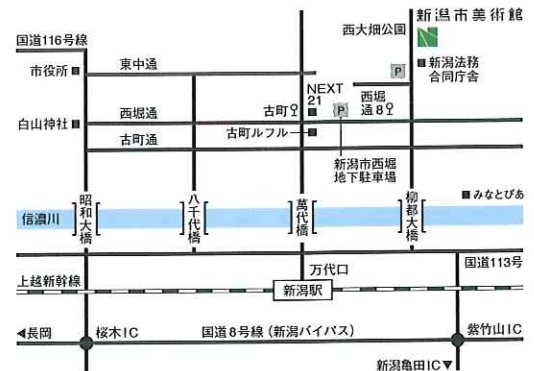 新潟市美術館
西大畑公園
国道116号線
新潟法務
合同庁舎
市役所
東中通
P
NEXT
21
西堀
通8
古町
P
白山神社
西堀通
古町ルフル
古町通
新潟市西堀
地下駐車場
みなとぴあ
信濃川
昭和大橋
八千代橋
萬代橋
柳都大橋
国道113号
万代口
上越新幹線
新潟駅
長岡
桜木IC
国道8号線(新潟バイパス)
紫竹山IC
新潟亀田IC